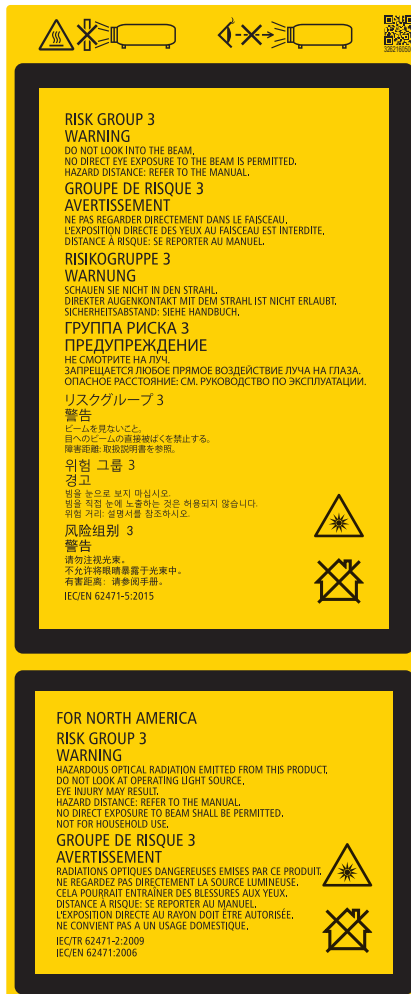 326216050
RISK GROUP 3
WARNING
DO NOT LOOK INTO THE BEAM,
NO DIRECT EYE EXPOSURE TO THE BEAM IS PERMITTED.
HAZARD DISTANCE: REFER TO THE MANUAL.
GROUPE DE RISQUE 3
AVERTISSEMENT
NE PAS REGARDER DIRECTEMENT DANS LE FAISCEAU,
L'EXPOSITION DIRECTE DES YEUX AU FAISCEAU EST INTERDITE,
DISTANCE À RISQUE: SE REPORTER AU MANUEL.
RISIKOGRUPPE 3
WARNUNG
SCHAUEN SIE NICHT IN DEN STRAHL.
DIREKTER AUGENKONTAKT MIT DEM STRAHL IST NICHT ERLAUBT.
SICHERHEITSABSTAND: SIEHE HANDBUCH.
ГРУППА РИСКА 3
ПРЕДУПРЕЖДЕНИЕ
НЕ СМОТРИТЕ НА ЛУЧ.
ЗАПРЕЩАЕТСЯ ЛЮБОЕ ПРЯМОЕ ВОЗДЕЙСТВИЕ ЛУЧА НА ГЛАЗА.
ОПАСНОЕ РАССТОЯНИЕ: СМ. РУКОВОДСТВО ПО ЭКСПЛУАТАЦИИ.
リスクグループ 3
警告
ビームを見ないこと。
目へのビームの直接被ばくを禁止する。
障害距離: 取扱説明書を参照。
위험 그룹 3
경고
빔을 눈으로 보지 마십시오.
빔을 직접 눈에 노출하는 것은 허용되지 않습니다.
위험 거리: 설명서를 참조하십시오.
风险组别 3
警告
请勿注视光束。
不允许将眼睛暴露于光束中。
有害距离: 请参阅手册。
IEC/EN 62471-5:2015
FOR NORTH AMERICA
RISK GROUP 3
WARNING
HAZARDOUS OPTICAL RADIATION EMITTED FROM THIS PRODUCT,
DO NOT LOOK AT OPERATING LIGHT SOURCE,
EYE INJURY MAY RESULT.
HAZARD DISTANCE: REFER TO THE MANUAL.
NO DIRECT EXPOSURE TO BEAM SHALL BE PERMITTED,
NOT FOR HOUSEHOLD USE,
GROUPE DE RISQUE 3
AVERTISSEMENT
RADIATIONS OPTIQUES DANGEREUSES EMISES PAR CE PRODUIT.
NE REGARDEZ PAS DIRECTEMENT LA SOURCE LUMINEUSE.
CELA POURRAIT ENTRAÎNER DES BLESSURES AUX YEUX.
DISTANCE À RISQUE: SE REPORTER AU MANUEL.
L'EXPOSITION DIRECTE AU RAYON DOIT ÊTRE AUTORISÉE,
NE CONVIENT PAS A UN USAGE DOMESTIQUE,
IEC/TR 62471-2:2009
IEC/EN 62471:2006